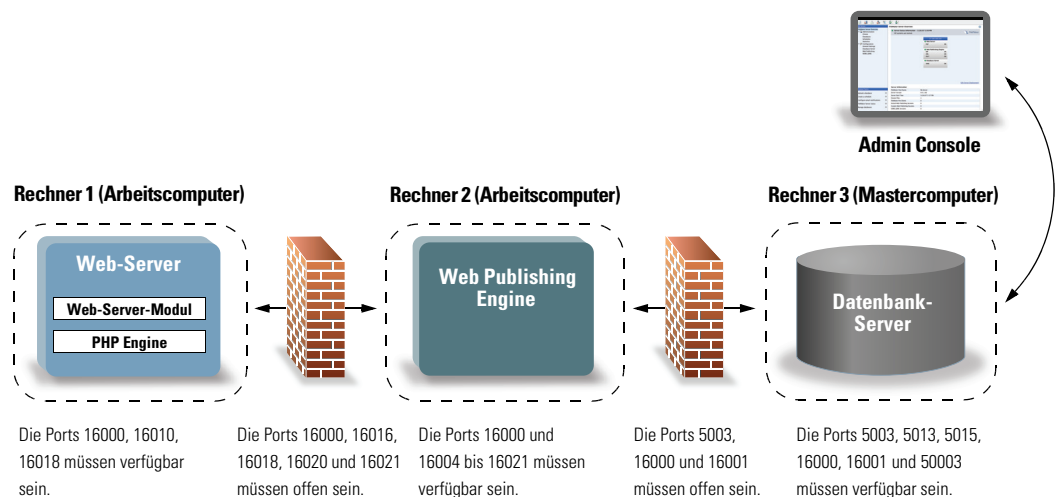 Admin Console
Rechner 1 (Arbeitscomputer)
Rechner 2 (Arbeitscomputer)
Rechner 3 (Mastercomputer)
Web-Server
Web-Server-Modul
PHP Engine
Web Publishing
Engine
Datenbank-
Server
Die Ports 16000, 16010,
16018 müssen verfügbar
sein.
Die Ports 16000, 16016,
16018, 16020 und 16021
müssen offen sein.
Die Ports 16000 und
16004 bis 16021 müssen
verfügbar sein.
Die Ports 5003,
16000 und 16001
müssen offen sein.
Die Ports 5003, 5013, 5015,
16000, 16001 und 50003
müssen verfügbar sein.